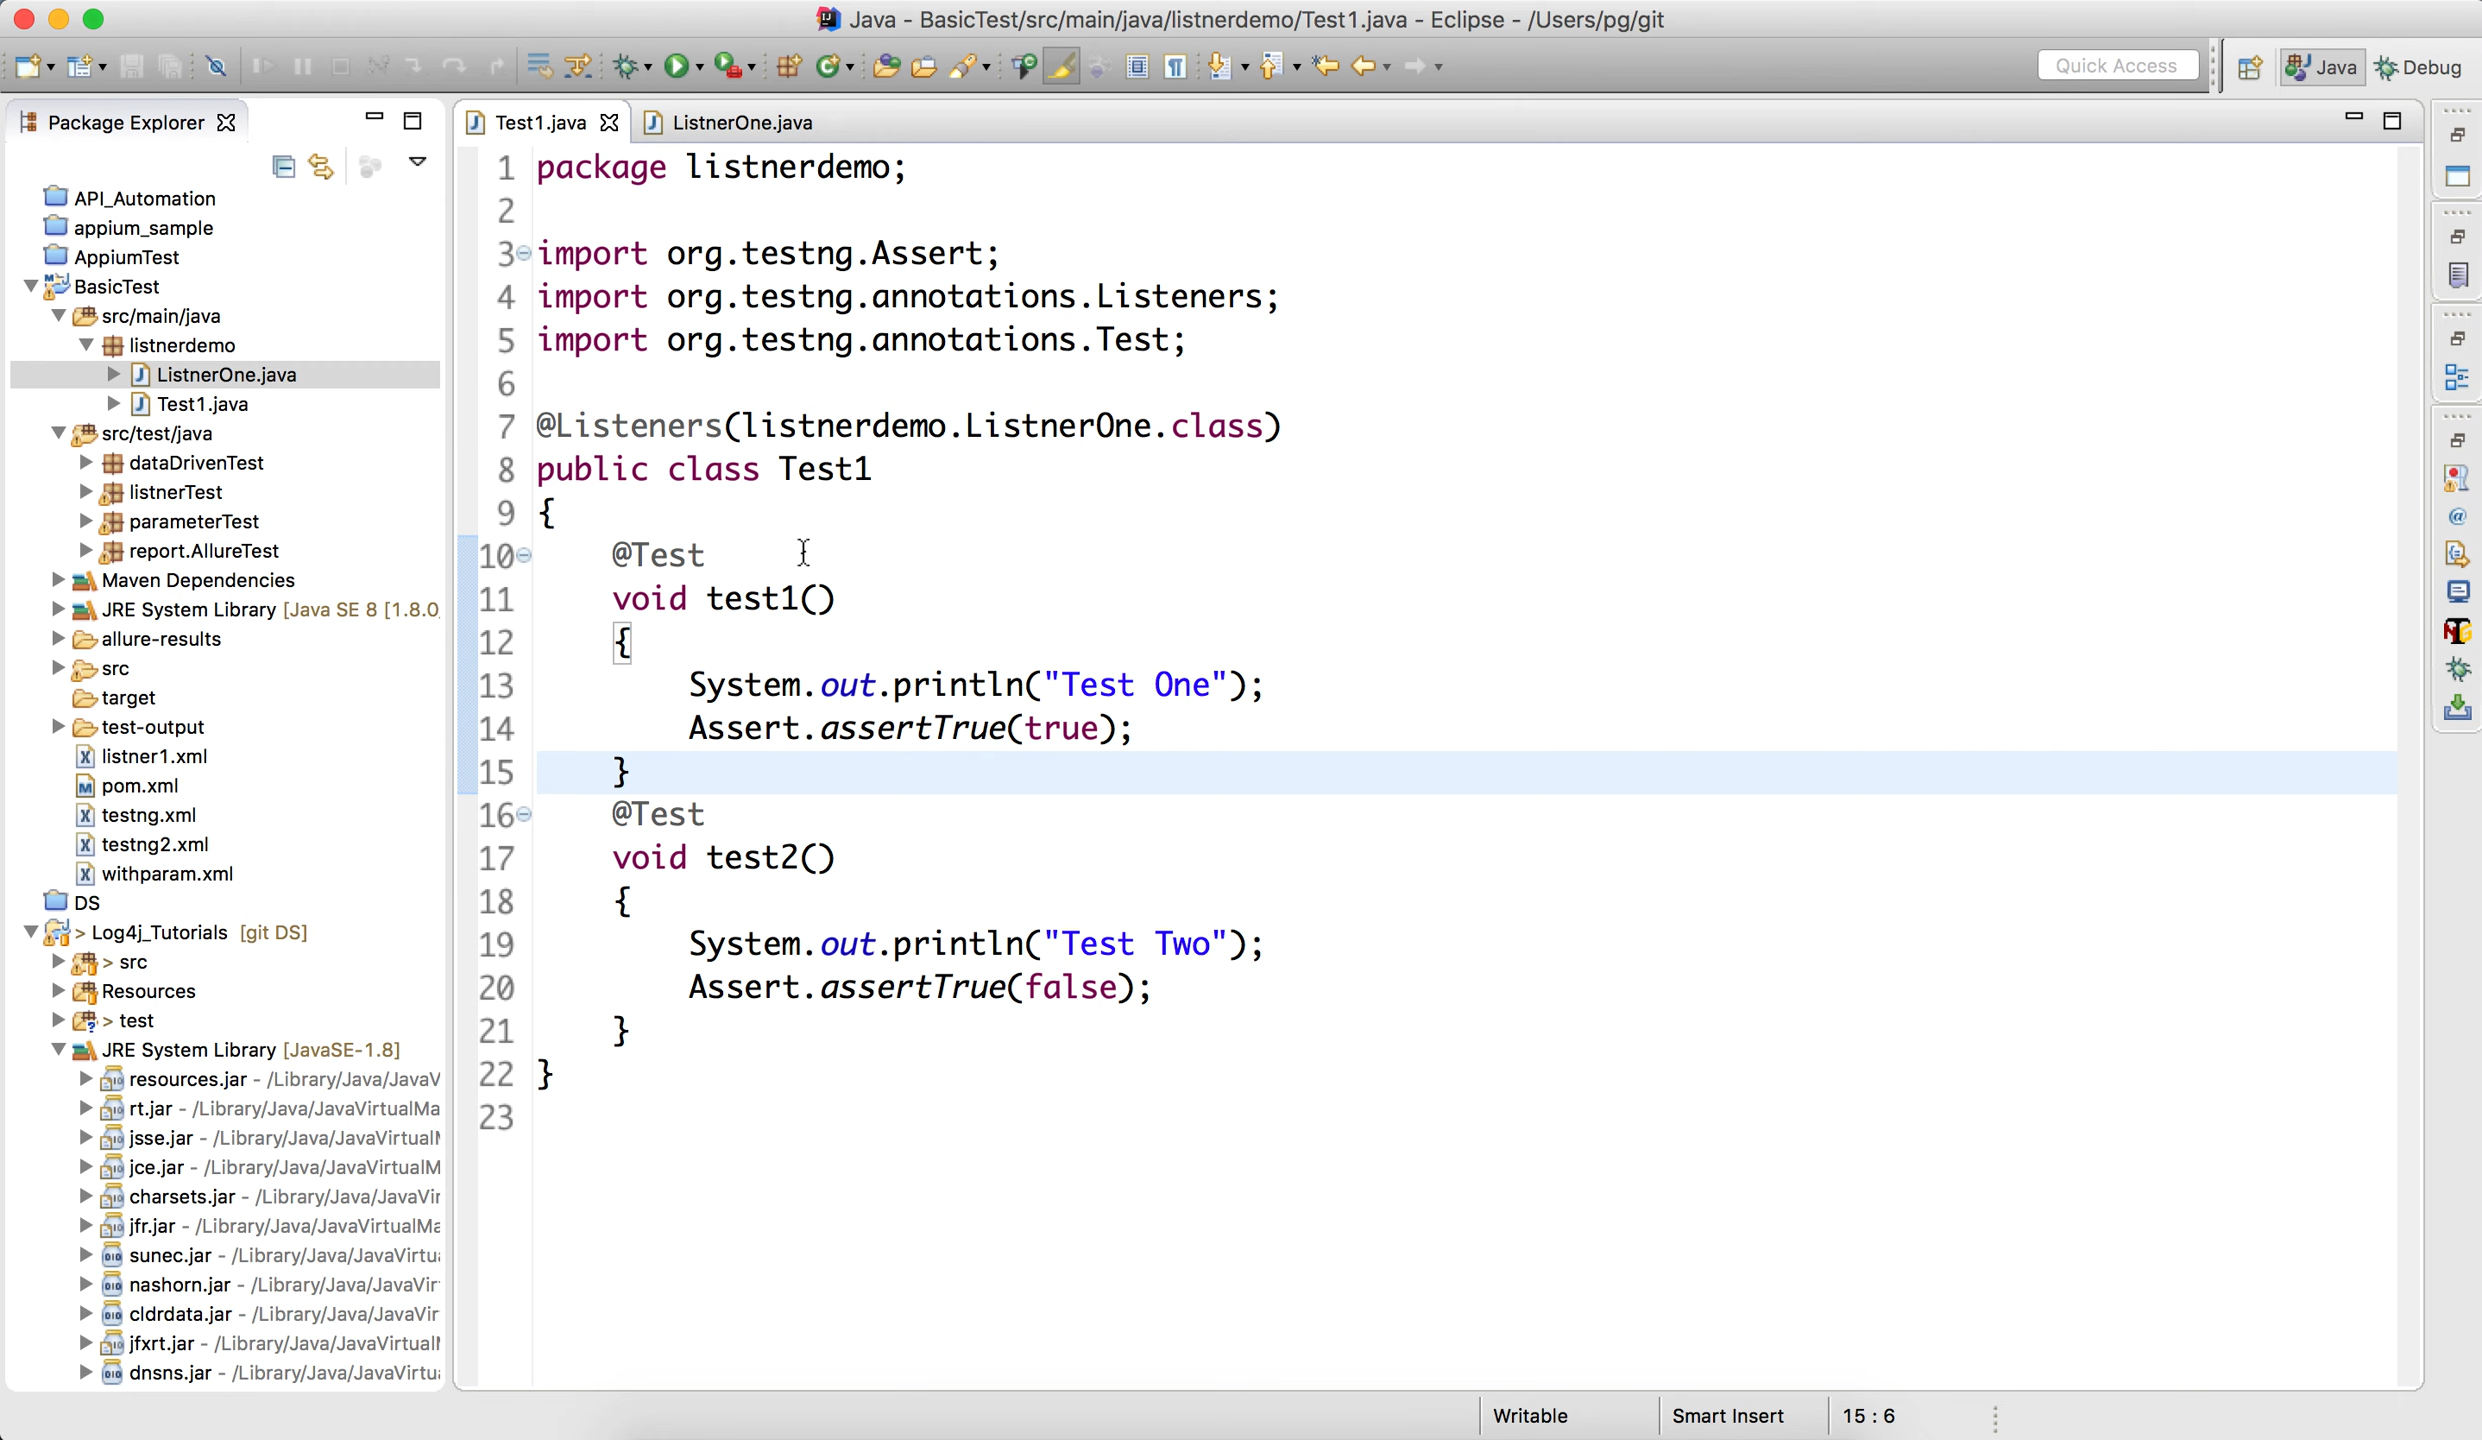 Java - BasicTest/src/main/java/listnerdemo/Test1.java - Eclipse - /Users/pg/git
Quick Access
Java
Debug
Package Explorer
API_Automation
appium_sample
AppiumTest
BasicTest
src/main/java
listnerdemo
ListnerOne.java
Test1.java
src/test/java
dataDrivenTest
listnerTest
parameterTest
report.AllureTest
Maven Dependencies
JRE System Library [Java SE 8 [1.8.0
allure-results
src
target
test-output
listner1.xml
pom.xml
testng.xml
testng2.xml
withparam.xml
DS
> Log4j_Tutorials [git DS]
> src
Resources
> test
JRE System Library [JavaSE-1.8]
resources.jar - /Library/Java/JavaV
rt.jar - /Library/Java/JavaVirtualMa
jsse.jar - /Library/Java/JavaVirtual
jce.jar - /Library/Java/JavaVirtualM
charsets.jar - /Library/Java/JavaVir
jfr.jar - /Library/Java/JavaVirtualMa
sunec.jar - /Library/Java/JavaVirtu
nashorn.jar - /Library/Java/JavaVir
cldrdata.jar - /Library/Java/JavaVir
jfxrt.jar - /Library/Java/JavaVirtual
dnsns.jar - /Library/Java/JavaVirtu
Test1.java
ListnerOne.java
1 package listnerdemo;
2
3 import org.testng.Assert;
4 import org.testng.annotations.Listeners;
5 import org.testng.annotations.Test;
6
7 @Listeners(listnerdemo.ListnerOne.class)
8 public class Test1
9 {
10 @Test
11 void test1()
12 {
13 System.out.println("Test One");
14 Assert.assertTrue(true);
15 }
16 @Test
17 void test2()
18 {
19 System.out.println("Test Two");
20 Assert.assertTrue(false);
21 }
22 }
23
Writable
Smart Insert
15 : 6